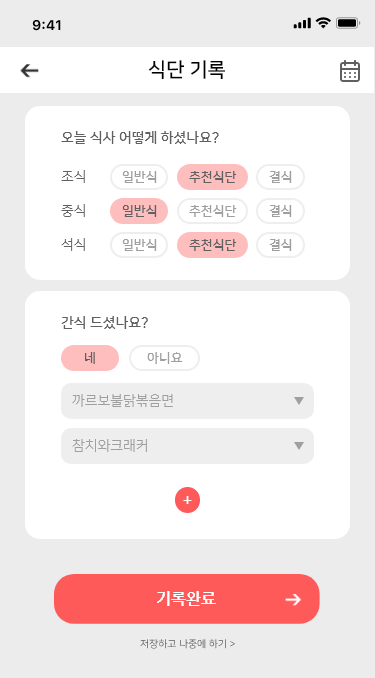 9:41
식단 기록
오늘 식사 어떻게 하셨나요?
조식 일반식 추천식단 결식
중식 일반식 추천식단 결식
석식 일반식 추천식단 결식
간식 드셨나요?
네 아니요
까르보불닭볶음면 ▼
참치와크래커 ▼
+
기록완료 →
저장하고 나중에 하기 >